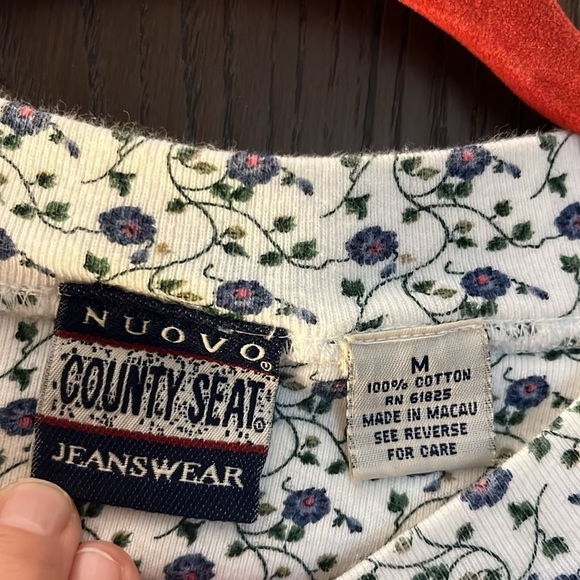 NUOVO®
COUNTY SEAT®
JEANSWEAR
M
100% COTTON
RN 61825
MADE IN MACAU
SEE REVERSE
FOR CARE